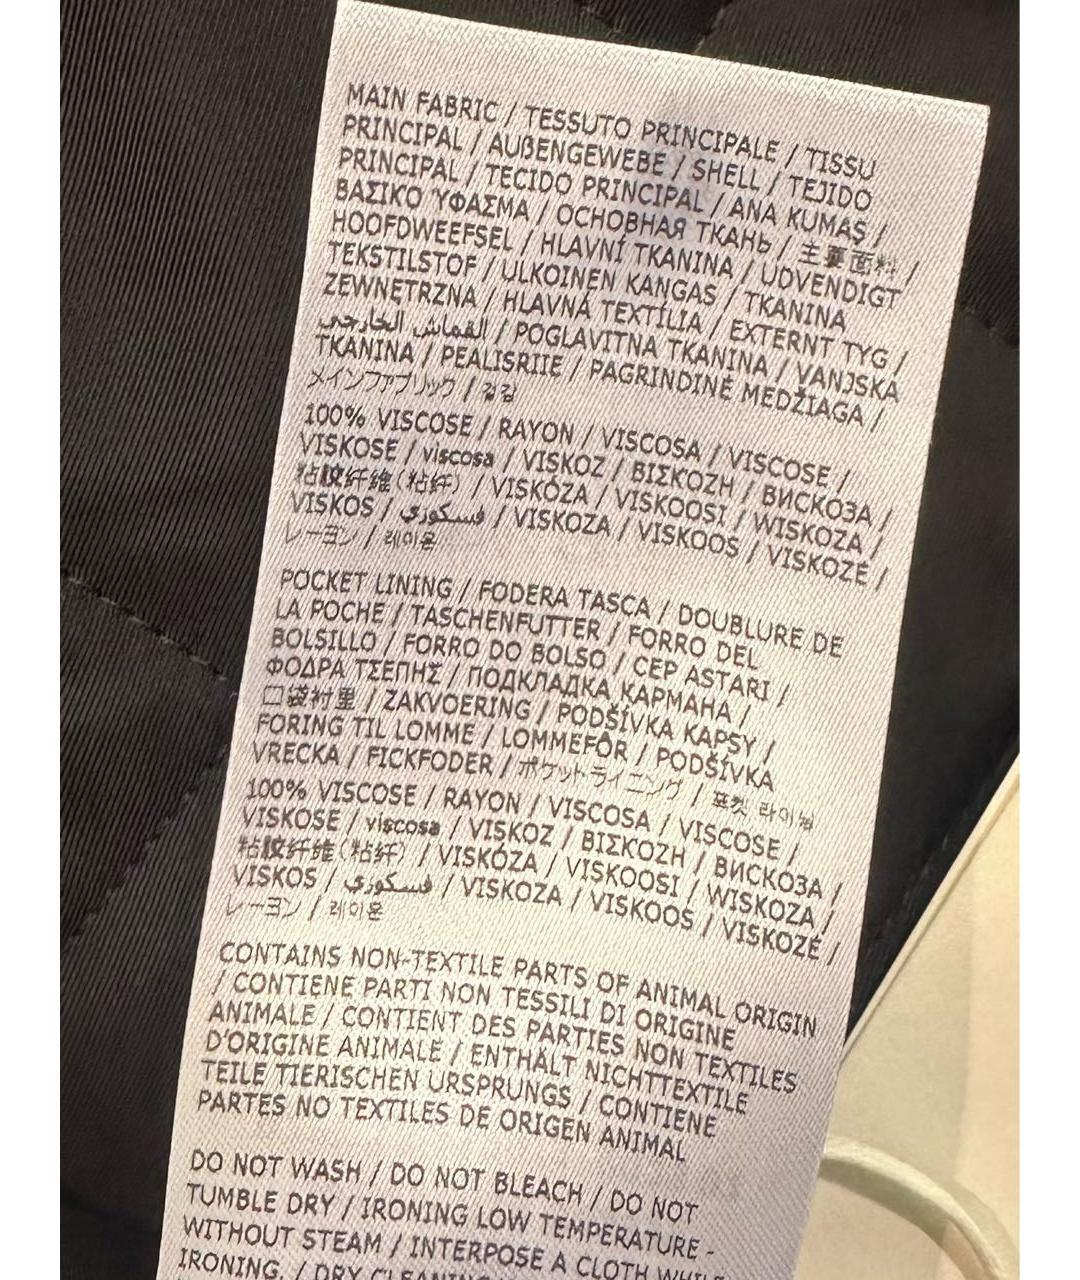 MAIN FABRIC / TESSUTO PRINCIPALE / TISSU
PRINCIPAL / AUßENGEWEBE / SHELL / TEJIDO
PRINCIPAL / TECIDO PRINCIPAL / ANA KUMAŞ /
ΒΑΣΙΚΟ ΎΦΑΣΜΑ / ОСНОВНАЯ ТКАНЬ / 主要面料 /
HOOFDWEEFSEL / HLAVNÍ TKANINA / UDVENDIGT
TEKSTILSTOF / ULKOINEN KANGAS / TKANINA
ZEWNĘTRZNA / HLAVNÁ TEXTÍLIA / EXTERNT TYG /
القماش الخارجي / POGLAVITNA TKANINA / VANJSKA
TKANINA / PEALISRIIE / PAGRINDINĖ MEDŽIAGA /
メインファブリック / 겉감
100% VISCOSE / RAYON / VISCOSA / VISCOSE /
VISKOSE / viscosa / VISKOZ / ΒΙΣΚΟΖΗ / ВИСКОЗА /
粘胶纤维(粘纤) / VISKÓZA / VISKOOSI / WISKOZA /
VISKOS / فسكوزي / VISKOZA / VISKOOS / VISKOZĖ /
レーヨン / 레이온
POCKET LINING / FODERA TASCA / DOUBLURE DE
LA POCHE / TASCHENFUTTER / FORRO DEL
BOLSILLO / FORRO DO BOLSO / CEP ASTARI /
ΦΟΔΡΑ ΤΣΕΠΗΣ / ПОДКЛАДКА КАРМАНА /
口袋衬里 / ZAKVOERING / PODŠÍVKA KAPSY /
FORING TIL LOMME / LOMMEFÔR / PODŠÍVKA
VRECKA / FICKFODER / ポケットライニング / 포켓 라이닝
100% VISCOSE / RAYON / VISCOSA / VISCOSE /
VISKOSE / viscosa / VISKOZ / ΒΙΣΚΟΖΗ / ВИСКОЗА /
粘胶纤维(粘纤) / VISKÓZA / VISKOOSI / WISKOZA /
VISKOS / فسكوزي / VISKOZA / VISKOOS / VISKOZĖ /
レーヨン / 레이온
CONTAINS NON-TEXTILE PARTS OF ANIMAL ORIGIN
/ CONTIENE PARTI NON TESSILI DI ORIGINE
ANIMALE / CONTIENT DES PARTIES NON TEXTILES
D'ORIGINE ANIMALE / ENTHÄLT NICHTTEXTILE
TEILE TIERISCHEN URSPRUNGS / CONTIENE
PARTES NO TEXTILES DE ORIGEN ANIMAL
DO NOT WASH / DO NOT BLEACH / DO NOT
TUMBLE DRY / IRONING LOW TEMPERATURE -
WITHOUT STEAM / INTERPOSE A CLOTH WHILE
IRONING. / DRY CLEANING